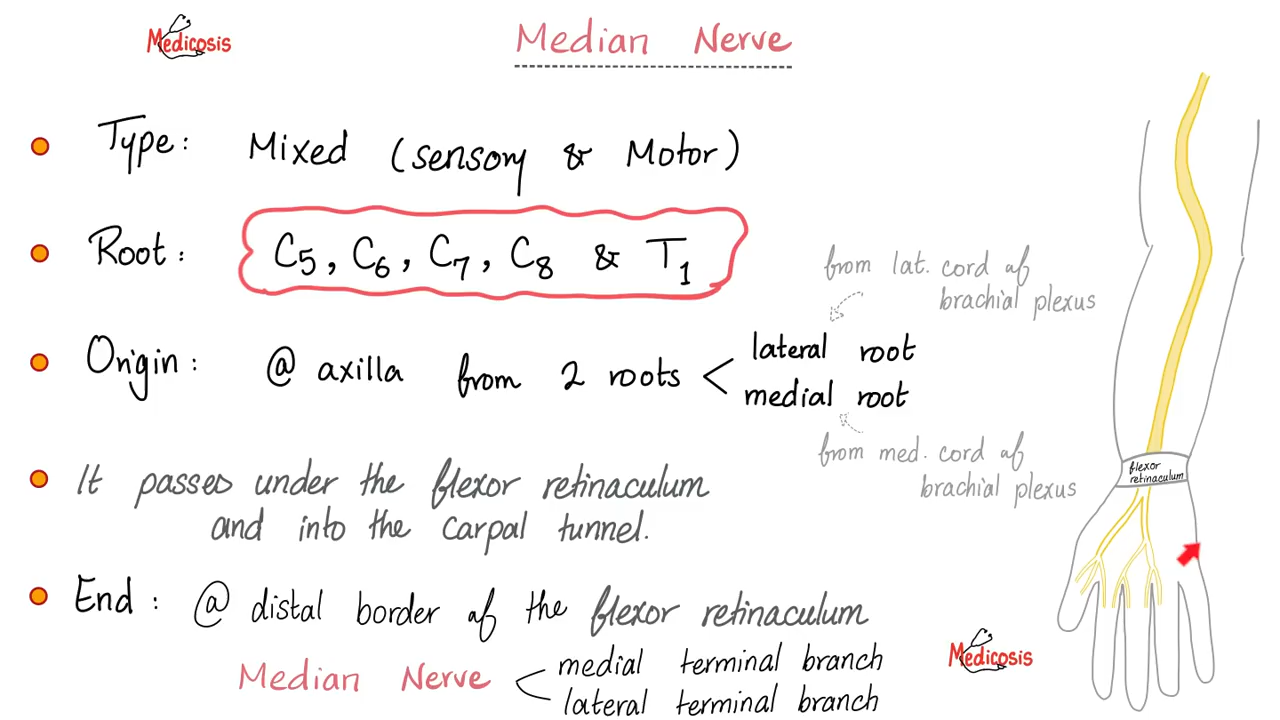 Medicosis
Median Nerve
Type: Mixed (sensory & Motor)
Root: C5, C6, C7, C8 & T1
from lat. cord of
brachial plexus
Origin: @ axilla from 2 roots < lateral root
medial root
from med. cord of
brachial plexus
It passes under the flexor retinaculum
and into the carpal tunnel.
flexor
retinaculum
End: @ distal border of the flexor retinaculum
Median Nerve < medial terminal branch
lateral terminal branch
Medicosis